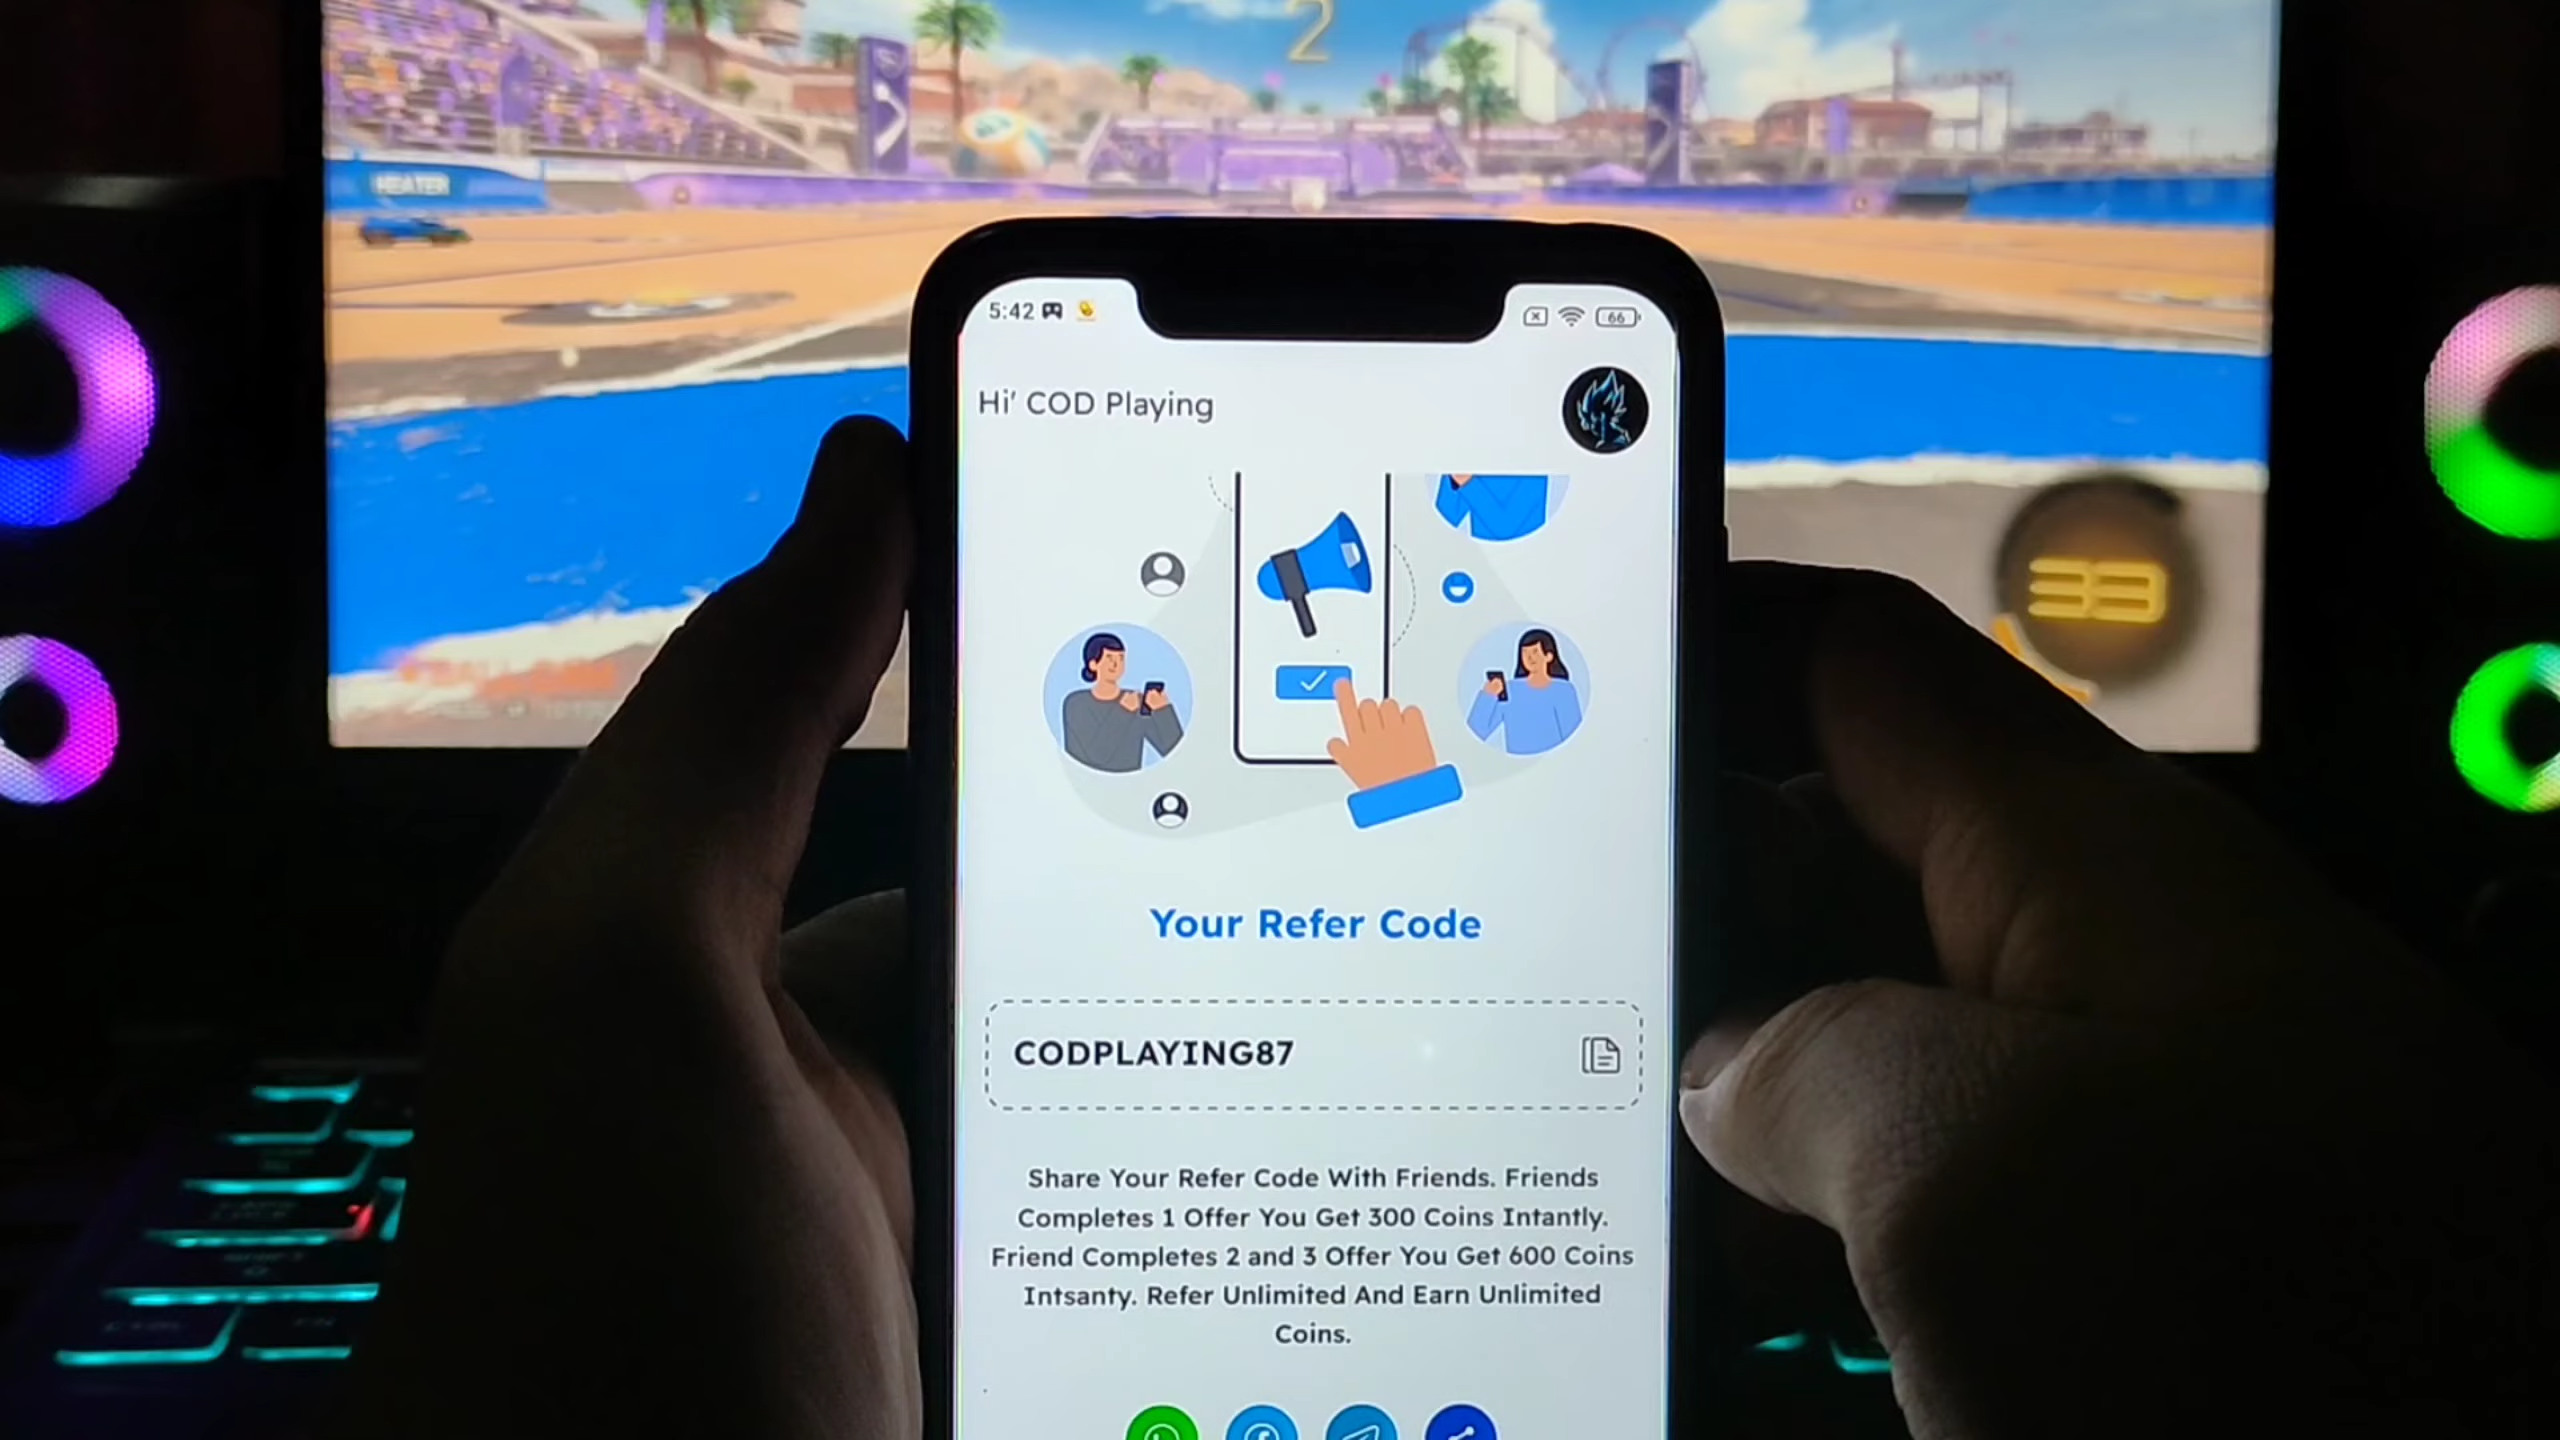 2
HEATER
33
5:42
66
Hi' COD Playing
Your Refer Code
CODPLAYING87
Share Your Refer Code With Friends. Friends
Completes 1 Offer You Get 300 Coins Intantly.
Friend Completes 2 and 3 Offer You Get 600 Coins
Intsanty. Refer Unlimited And Earn Unlimited
Coins.